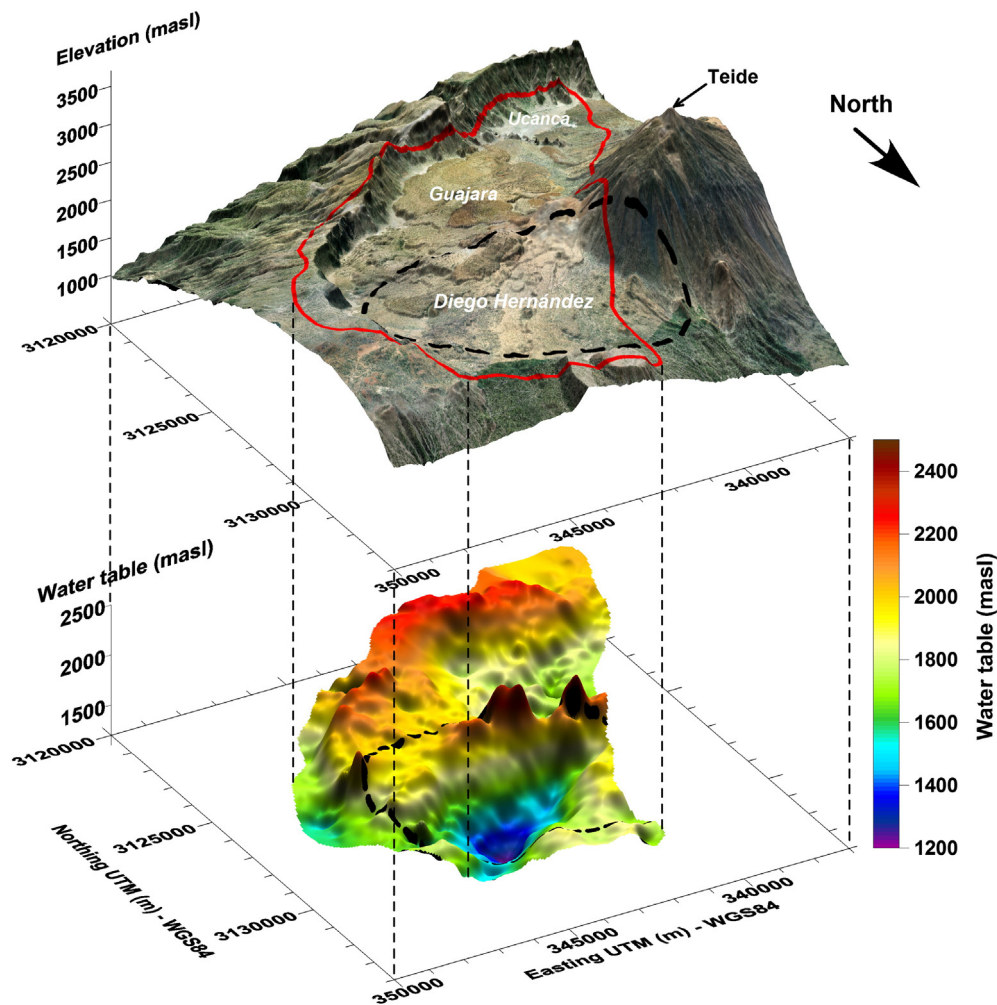 Elevation (masl)
3500
3000
2500
2000
1500
1000
Teide
North
Ucanca
Guajara
Diego Hernández
3120000
3125000
3130000
350000
345000
340000
Water table (masl)
2500
2000
1500
3120000
3125000
3130000
Northing UTM (m) - WGS84
350000
345000
340000
Easting UTM (m) - WGS84
2400
2200
2000
1800
1600
1400
1200
Water table (masl)